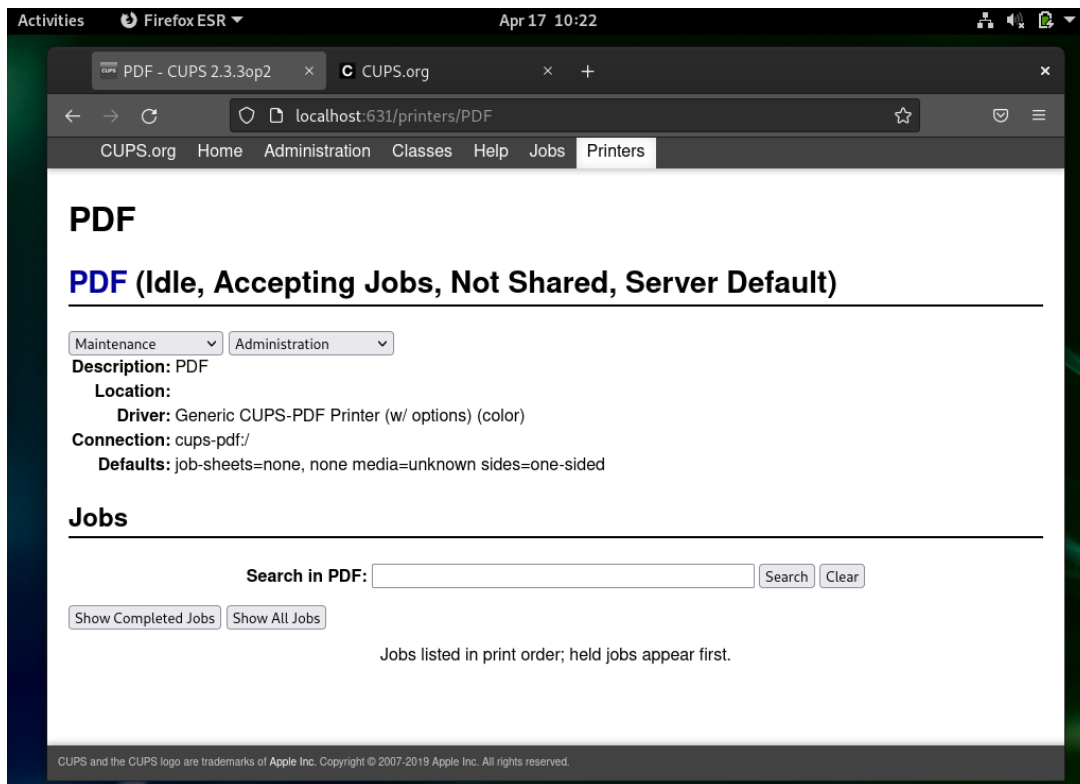 Activities Firefox ESR Apr 17 10:22
CUPS PDF - CUPS 2.3.3op2 × C CUPS.org × + ×
localhost:631/printers/PDF
CUPS.org Home Administration Classes Help Jobs Printers
PDF
PDF (Idle, Accepting Jobs, Not Shared, Server Default)
Maintenance Administration
Description: PDF
Location:
Driver: Generic CUPS-PDF Printer (w/ options) (color)
Connection: cups-pdf:/
Defaults: job-sheets=none, none media=unknown sides=one-sided
Jobs
Search in PDF: Search Clear
Show Completed Jobs Show All Jobs
Jobs listed in print order; held jobs appear first.
CUPS and the CUPS logo are trademarks of Apple Inc. Copyright © 2007-2019 Apple Inc. All rights reserved.